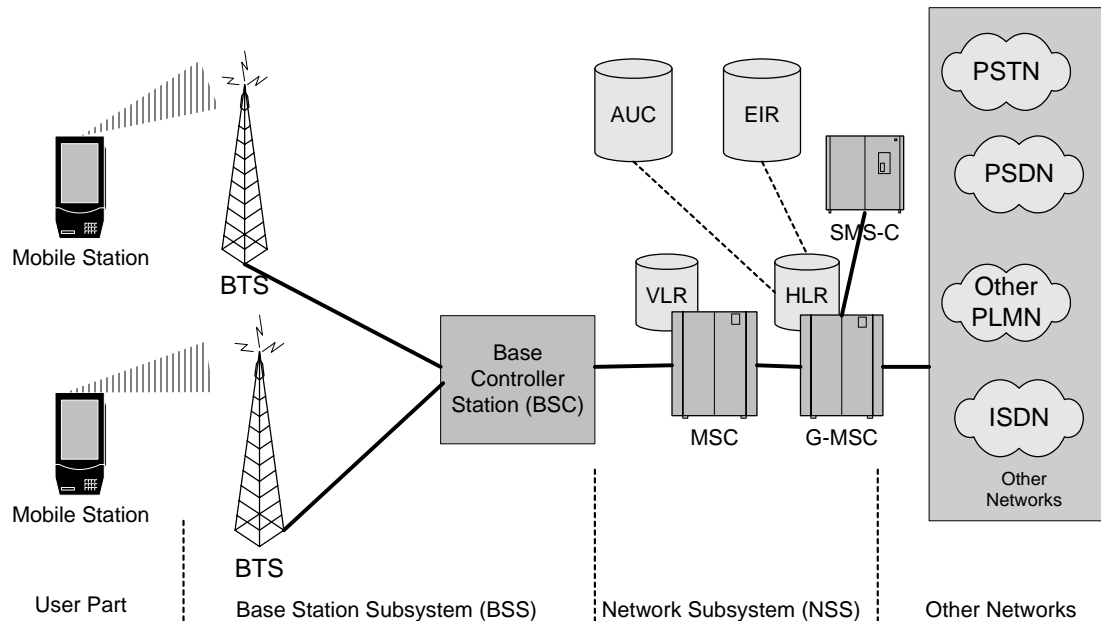 PSTN
AUC
EIR
PSDN
SMS-C
Mobile Station
BTS
VLR
HLR
Other
PLMN
Base
Controller
Station (BSC)
ISDN
MSC
G-MSC
Other
Networks
Mobile Station
BTS
User Part
Base Station Subsystem (BSS)
Network Subsystem (NSS)
Other Networks